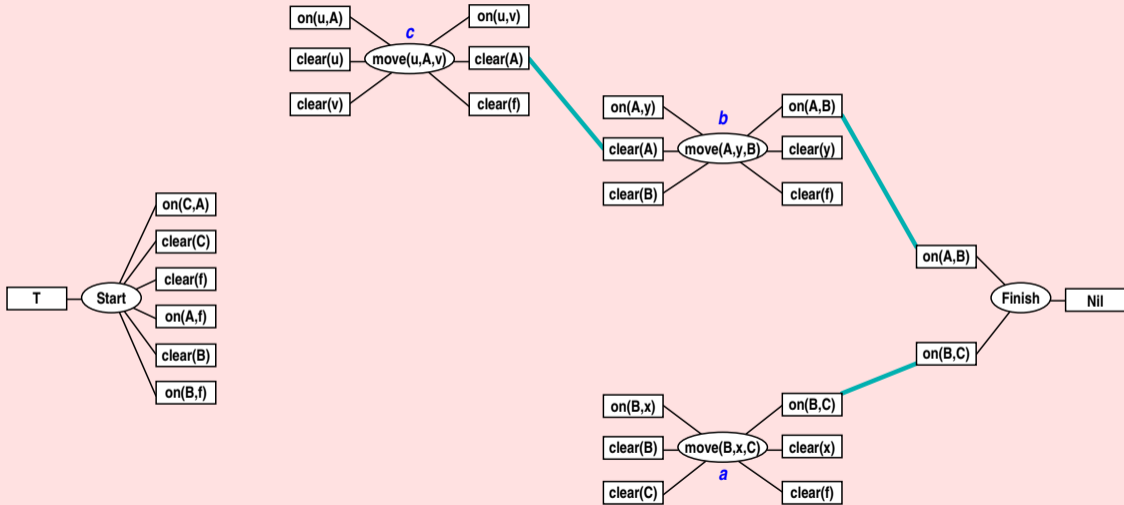 on(u,A)
on(u,v)
c
clear(u)
move(u,A,v)
clear(A)
clear(v)
clear(f)
on(A,y)
on(A,B)
b
clear(A)
move(A,y,B)
clear(y)
clear(B)
clear(f)
on(C,A)
clear(C)
clear(f)
T
Start
on(A,f)
clear(B)
on(B,f)
on(A,B)
Finish
Nil
on(B,C)
on(B,x)
on(B,C)
clear(B)
move(B,x,C)
clear(x)
a
clear(C)
clear(f)